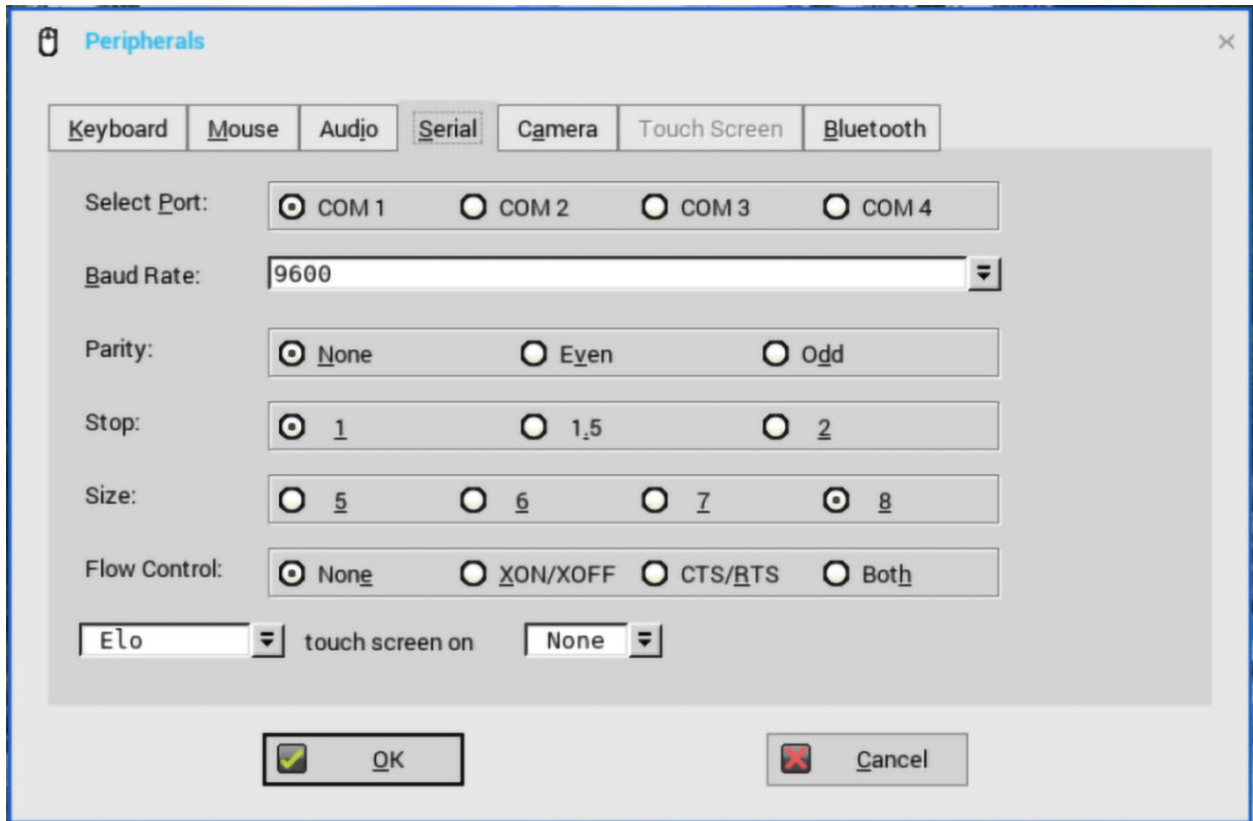 Peripherals
Keyboard Mouse Audio Serial Camera Touch Screen Bluetooth
Select Port: COM 1 COM 2 COM 3 COM 4
Baud Rate: 9600
Parity: None Even Odd
Stop: 1 1.5 2
Size: 5 6 7 8
Flow Control: None XON/XOFF CTS/RTS Both
Elo touch screen on None
OK Cancel